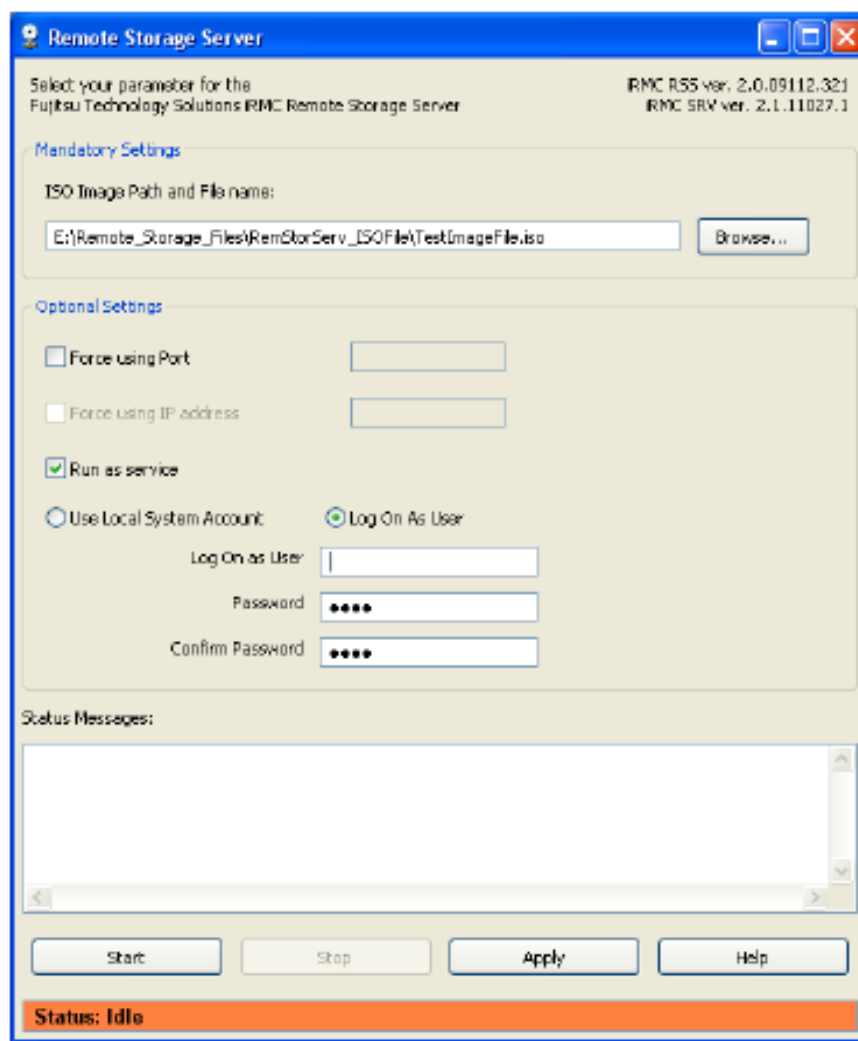 Remote Storage Server
Select your parameter for the
Fujitsu Technology Solutions iRMC Remote Storage Server
iRMC RSS ver. 2.0.09112.321
iRMC SRV ver. 2.1.11027.1
Mandatory Settings
ISO Image Path and File name:
E:\Remote_Storage_Files\RemStorServ_ISOFile\TestImageFile.iso
Browse...
Optional Settings
Force using Port
Force using IP address
Run as service
Use Local System Account
Log On As User
Log On as User
Password
●●●●
Confirm Password
●●●●
Status Messages:
Start
Stop
Apply
Help
Status: Idle